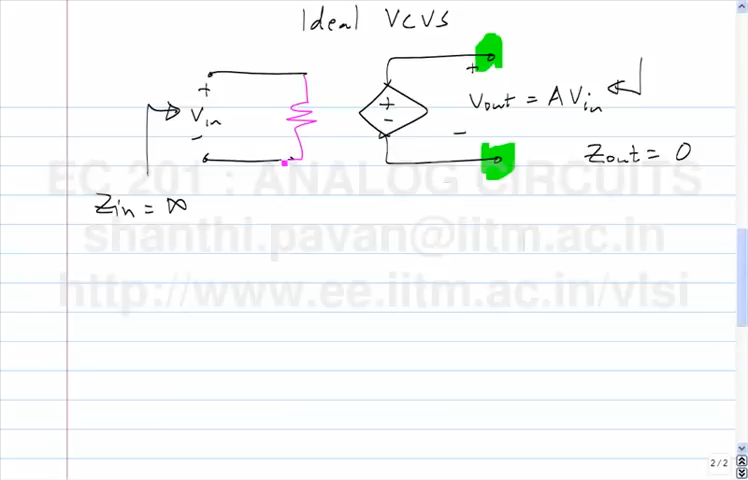 Ideal VCVS
+
+
Vin
+
-
Vout = A Vin
-
-
Zout = 0
EC 201 : ANALOG CIRCUITS
Zin = ∞
shanthi.pavan@iitm.ac.in
http://www.ee.iitm.ac.in/vlsi
2/2